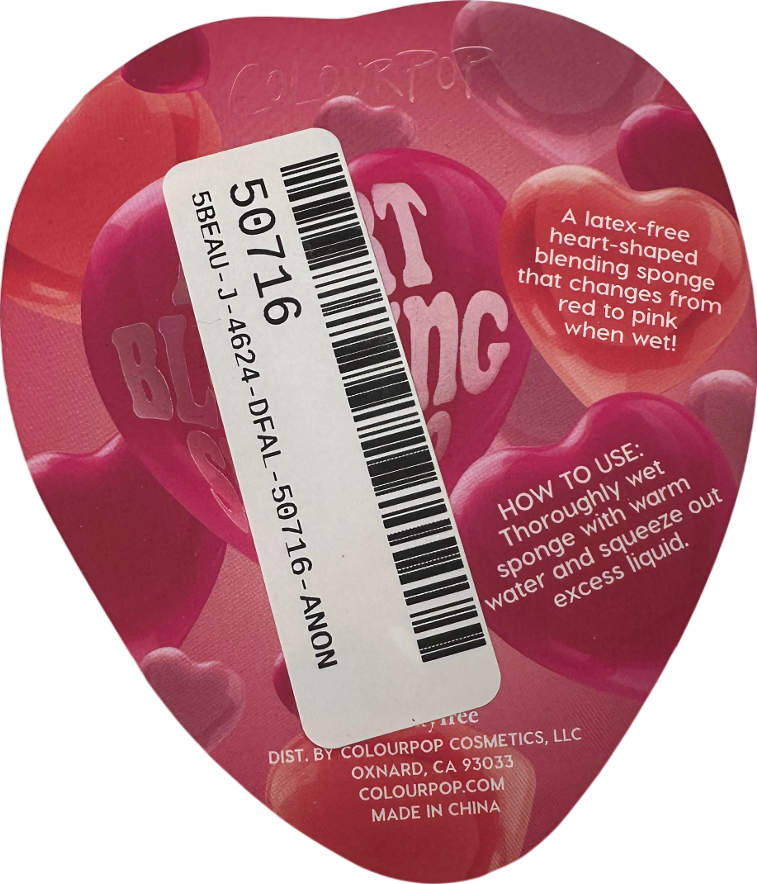 COLOURPOP
50716
5BEAU-J-4624-DFAL-50716-ANON
A latex-free
heart-shaped
blending sponge
that changes from
red to pink
when wet!
HOW TO USE:
Thoroughly wet
sponge with warm
water and squeeze out
excess liquid.
DIST. BY COLOURPOP COSMETICS, LLC
OXNARD, CA 93033
COLOURPOP.COM
MADE IN CHINA